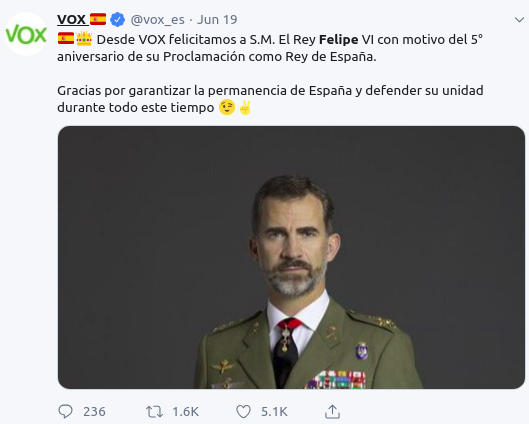 VOX
VOX 🇪🇸 @vox_es · Jun 19
🇪🇸👑 Desde VOX felicitamos a S.M. El Rey Felipe VI con motivo del 5°
aniversario de su Proclamación como Rey de España.
Gracias por garantizar la permanencia de España y defender su unidad
durante todo este tiempo 😉✌️
236 1.6K 5.1K